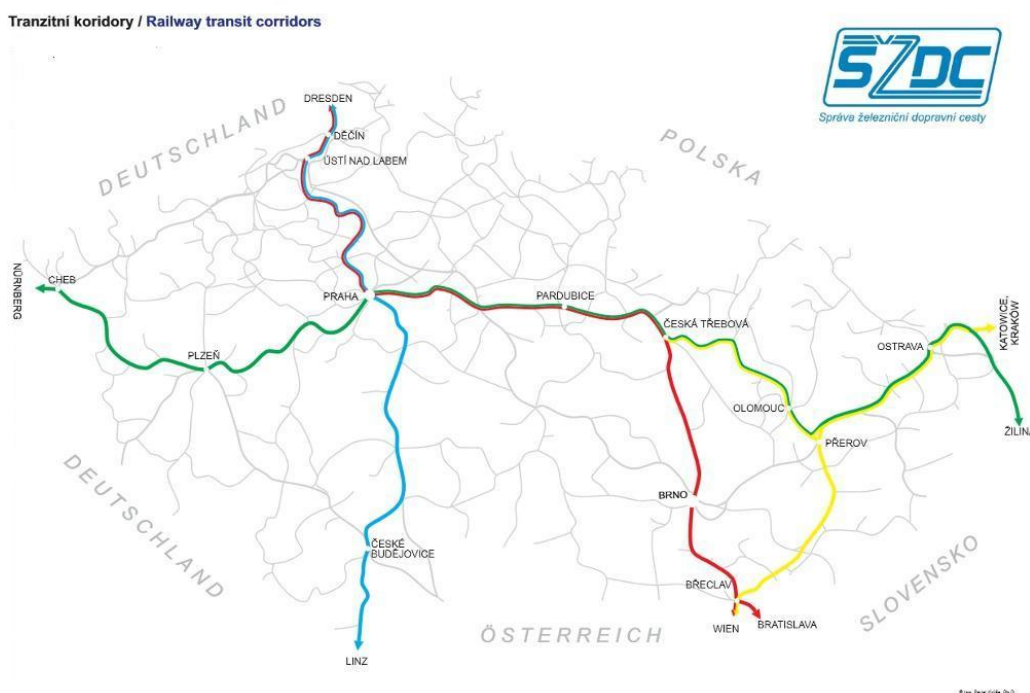 Tranzitní koridory / Railway transit corridors
SŽDC
Správa železniční dopravní cesty
DEUTSCHLAND
POLSKA
DRESDEN
DĚČÍN
ÚSTÍ NAD LABEM
NÜRNBERG
CHEB
PRAHA
PARDUBICE
ČESKÁ TŘEBOVÁ
KATOWICE,
KRAKÓW
OSTRAVA
PLZEŇ
OLOMOUC
ŽILINA
PŘEROV
DEUTSCHLAND
BRNO
ČESKÉ
BUDĚJOVICE
BŘECLAV
SLOVENSKO
WIEN
BRATISLAVA
ÖSTERREICH
LINZ